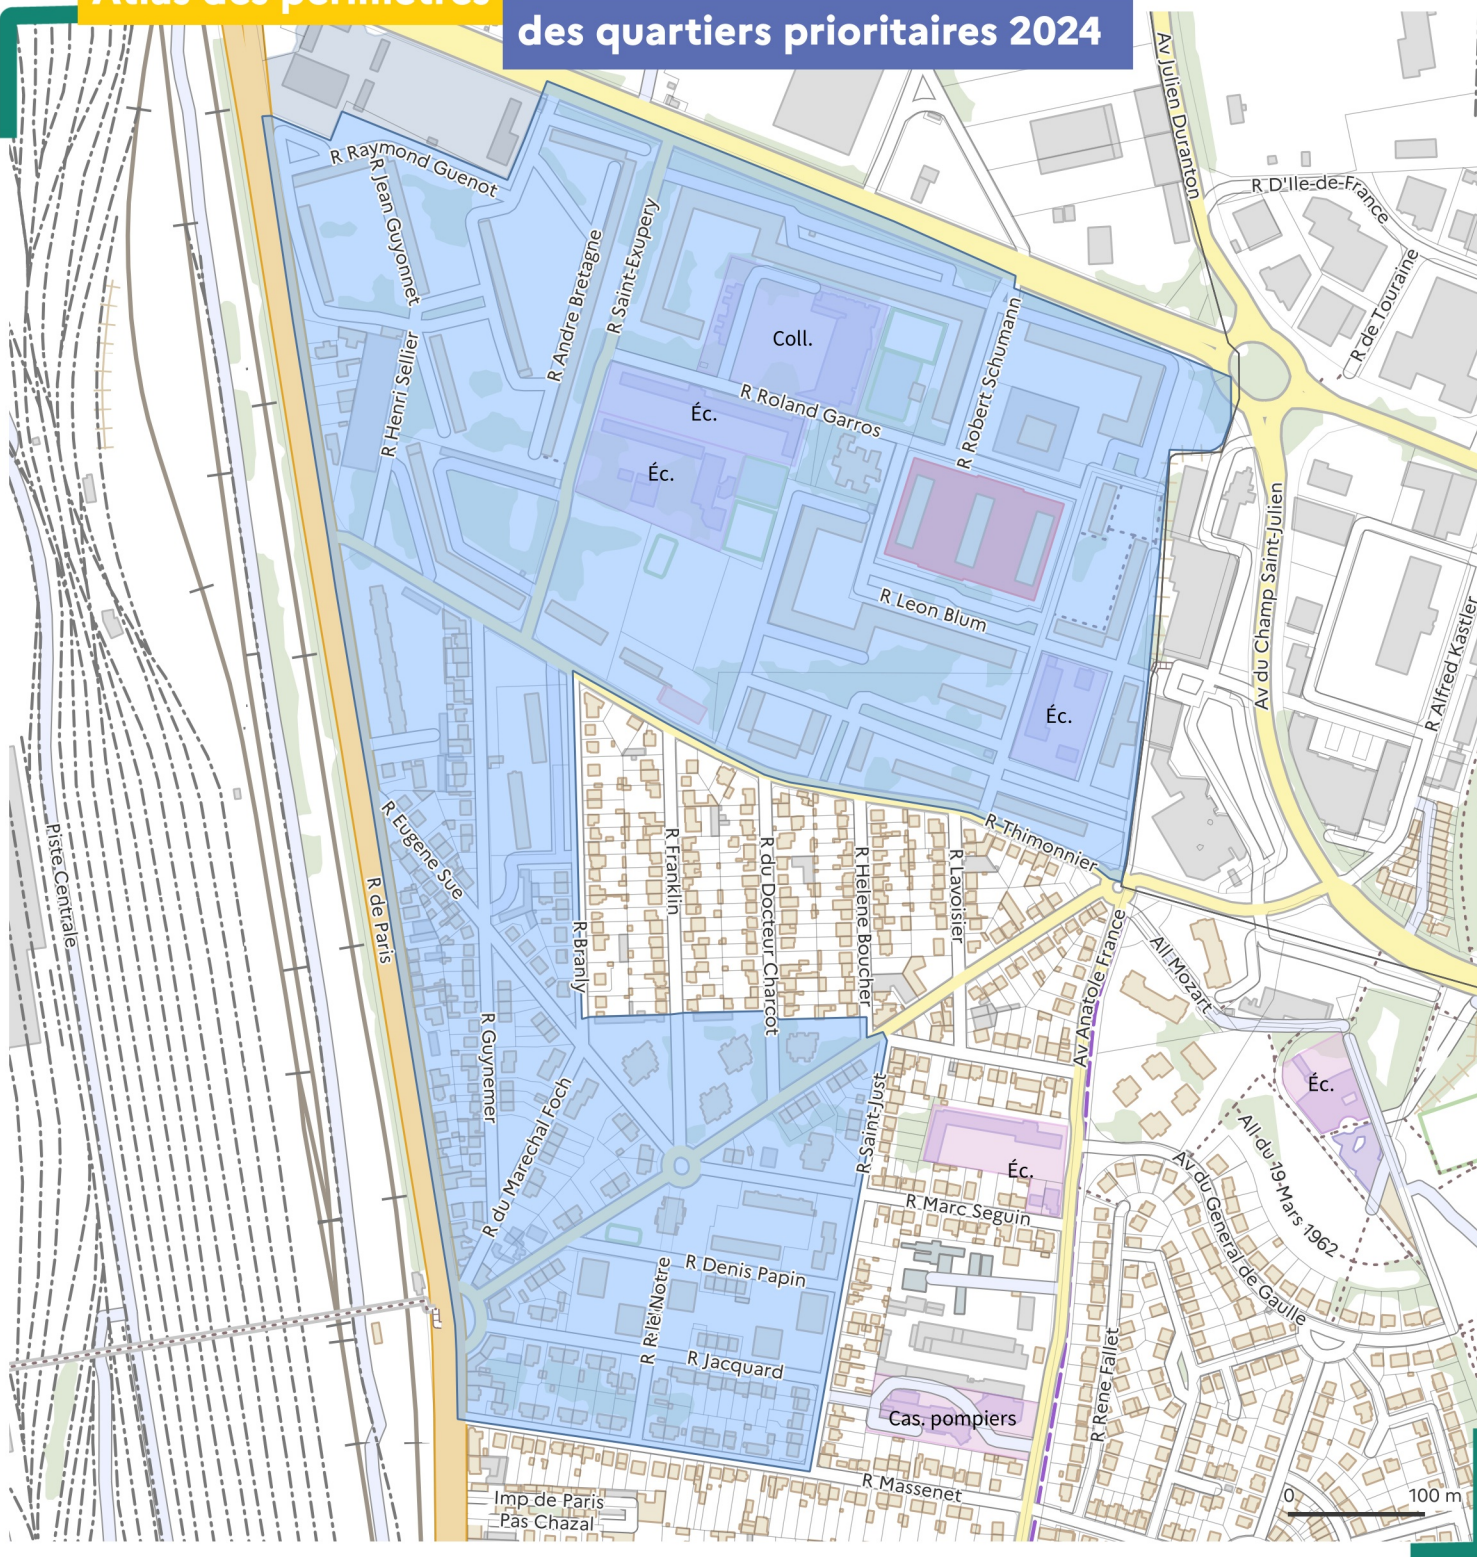 Atlas des périmètres
des quartiers prioritaires 2024
Av Julien Duranton
R Raymond Guenot
R Jean Guyonnet
R D'Ile-de-France
R Saint-Exupery
R Andre Bretagne
R de Touraine
Coll.
R Robert Schumann
R Henri Sellier
R Roland Garros
Éc.
Éc.
Av du Champ Saint-Julien
R Leon Blum
R Alfred Kastler
Éc.
R Eugene Sue
R Thimonnier
Piste Centrale
R de Paris
R Franklin
R du Docteur Charcot
R Helene Boucher
R Lavoisier
R Branly
Av Anatole France
All Mozart
R Guynemer
R du Marechal Foch
R Saint-Just
Éc.
All du 19-Mars 1962
Éc.
Av du General de Gaulle
R Marc Seguin
R Denis Papin
R R-le-Notre
R Jacquard
R Rene Fallet
Cas. pompiers
R Massenet
Imp de Paris
Pas Chazal
0 100 m